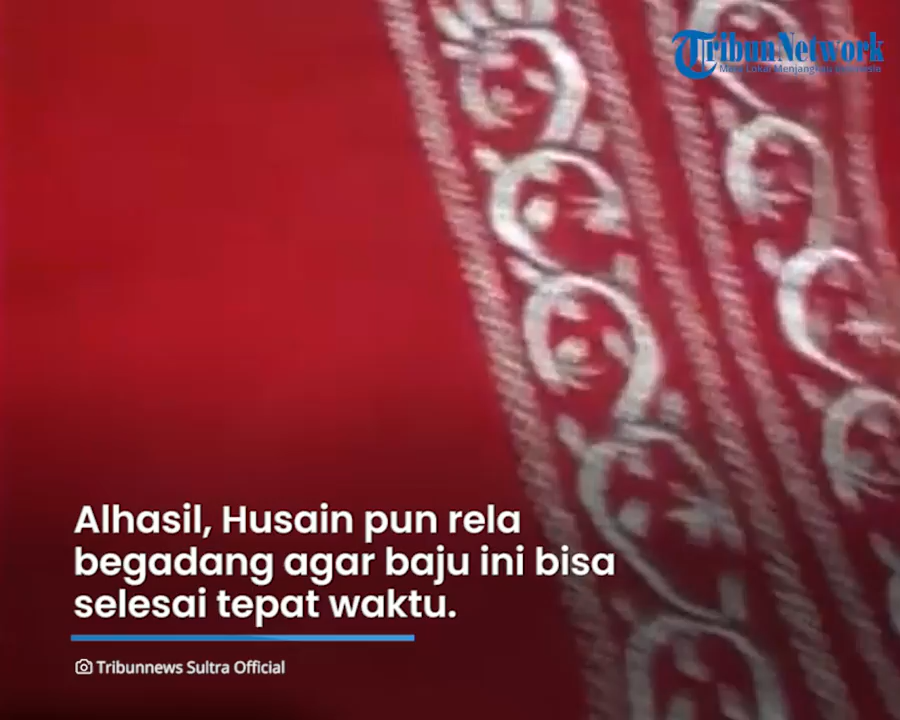 TribunNetwork
Alhasil, Husain pun rela
begadang agar baju ini bisa
selesai tepat waktu.
Tribunnews Sultra Official